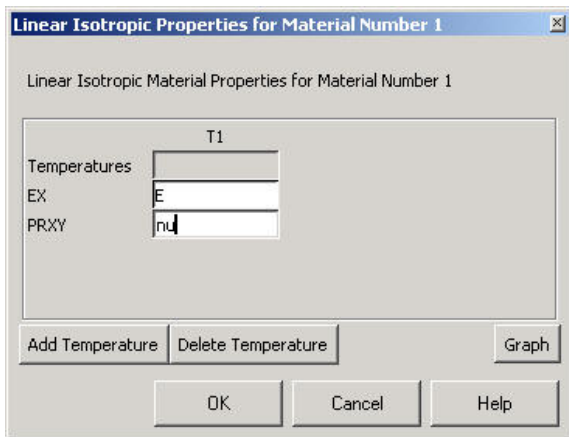 Linear Isotropic Properties for Material Number 1
Linear Isotropic Material Properties for Material Number 1
T1
Temperatures
EX E
PRXY nu
Add Temperature Delete Temperature Graph
OK Cancel Help